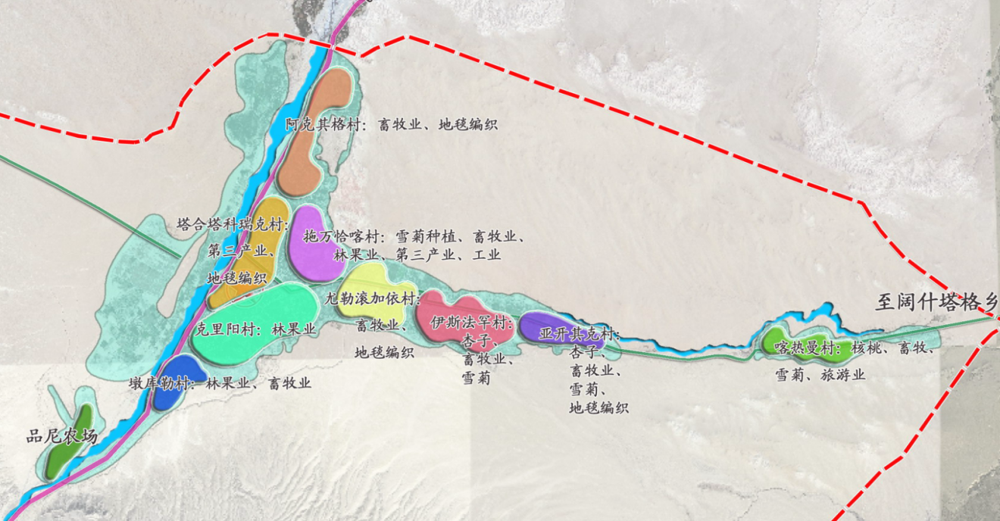 阿克其格村：畜牧业、地毯编织
塔合塔科瑞克村：
第三产业、
地毯编织
拖万恰喀村：雪菊种植、畜牧业、
林果业、第三产业、工业
尤勒滚加依村：
畜牧业、
地毯编织
伊斯法罕村：
杏子、
畜牧业、
雪菊
亚开其克村：
杏子、
畜牧业、
雪菊、
地毯编织
至阔什塔格乡
喀热曼村：核桃、畜牧、
雪菊、旅游业
克里阳村：林果业
墩库勒村：林果业、畜牧业
品尼农场